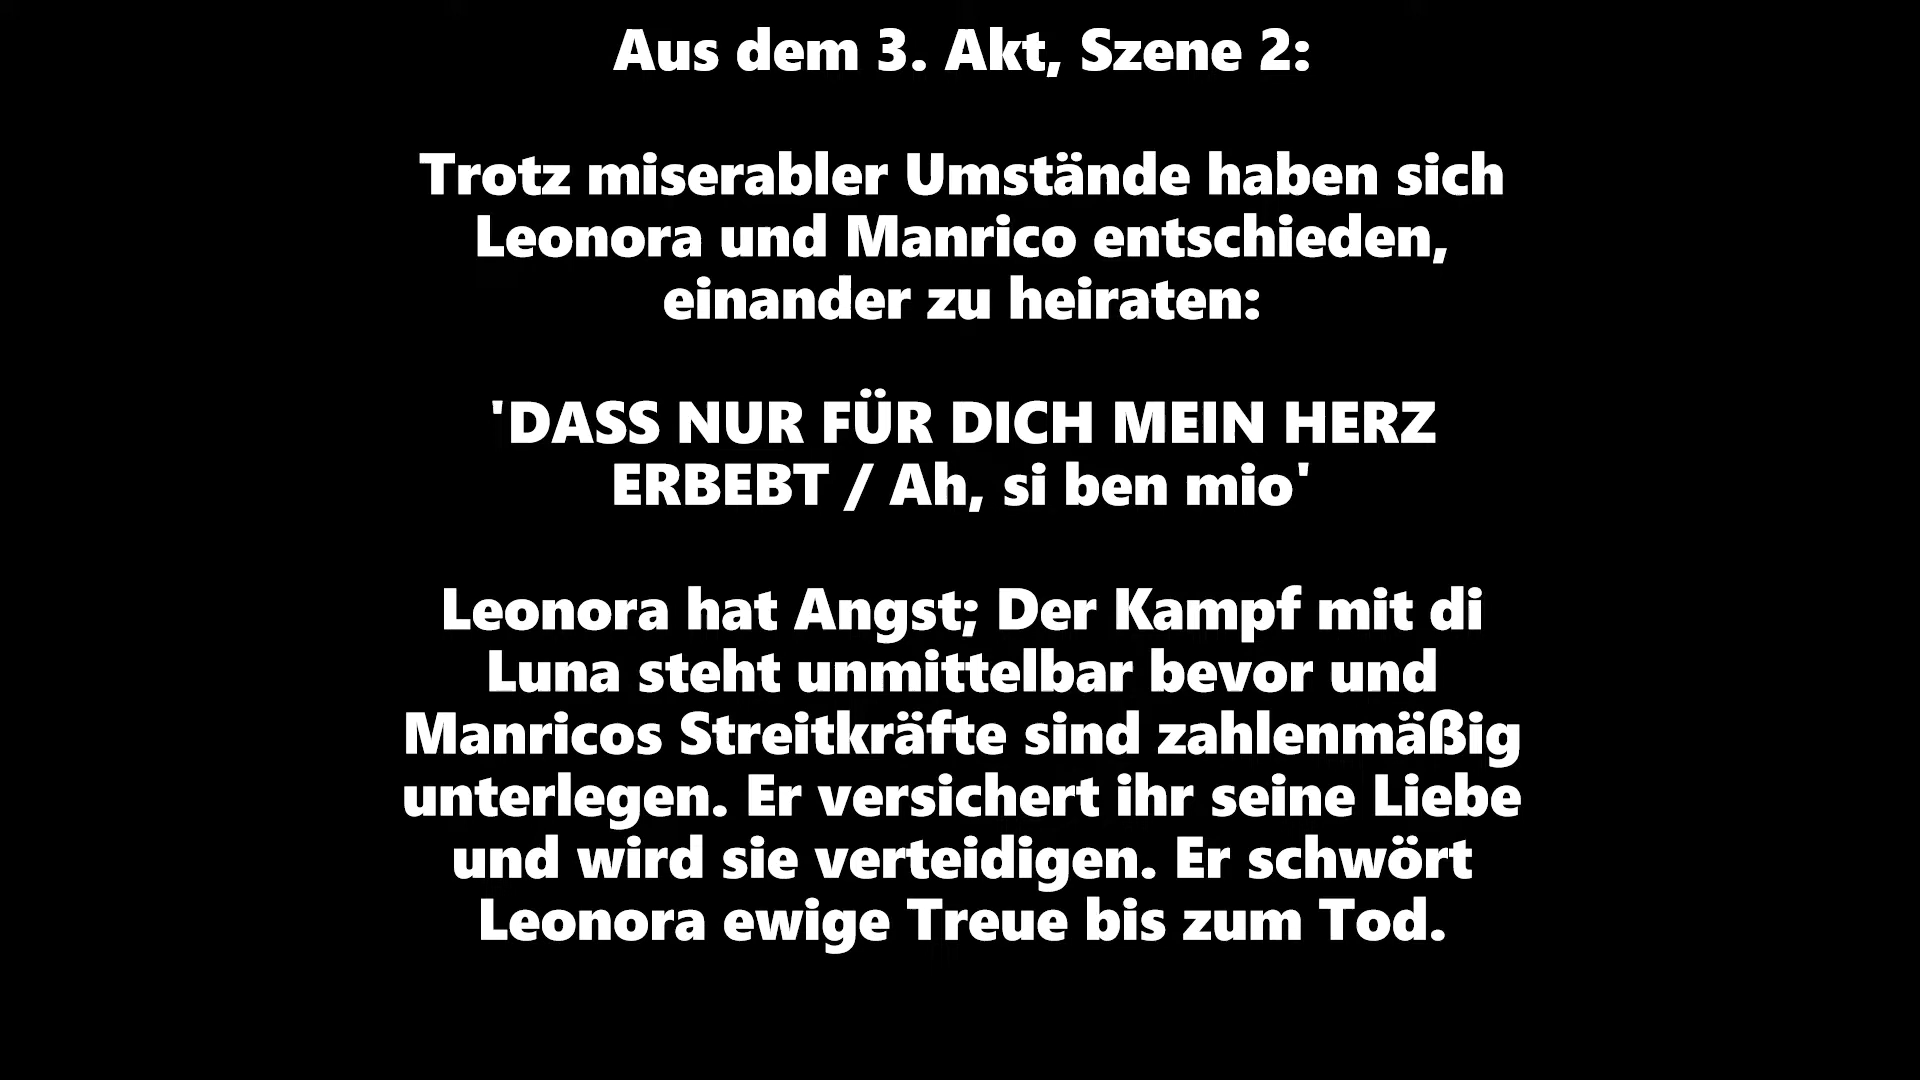 Aus dem 3. Akt, Szene 2:
Trotz miserabler Umstände haben sich
Leonora und Manrico entschieden,
einander zu heiraten:
'DASS NUR FÜR DICH MEIN HERZ
ERBEBT / Ah, si ben mio'
Leonora hat Angst; Der Kampf mit di
Luna steht unmittelbar bevor und
Manricos Streitkräfte sind zahlenmäßig
unterlegen. Er versichert ihr seine Liebe
und wird sie verteidigen. Er schwört
Leonora ewige Treue bis zum Tod.